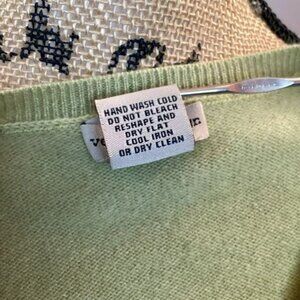 HAND WASH COLD
DO NOT BLEACH
RESHAPE AND
DRY FLAT
COOL IRON
OR DRY CLEAN